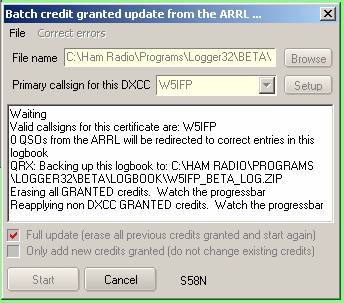 Batch credit granted update from the ARRL ...
File Correct errors
File name C:\Ham Radio\Programs\Logger32\BETA\ Browse
Primary callsign for this DXCC W5IFP Setup
Waiting
Valid callsigns for this certificate are: W5IFP
0 QSOs from the ARRL will be redirected to correct entries in this
logbook
QRX: Backing up this logbook to: C:\HAM RADIO\PROGRAMS
\LOGGER32\BETA\LOGBOOK\W5IFP_BETA_LOG.ZIP
Erasing all GRANTED credits. Watch the progressbar
Reapplying non DXCC GRANTED credits. Watch the progressbar
Full update (erase all previous credits granted and start again)
Only add new credits granted (do not change existing credits)
Start Cancel S58N